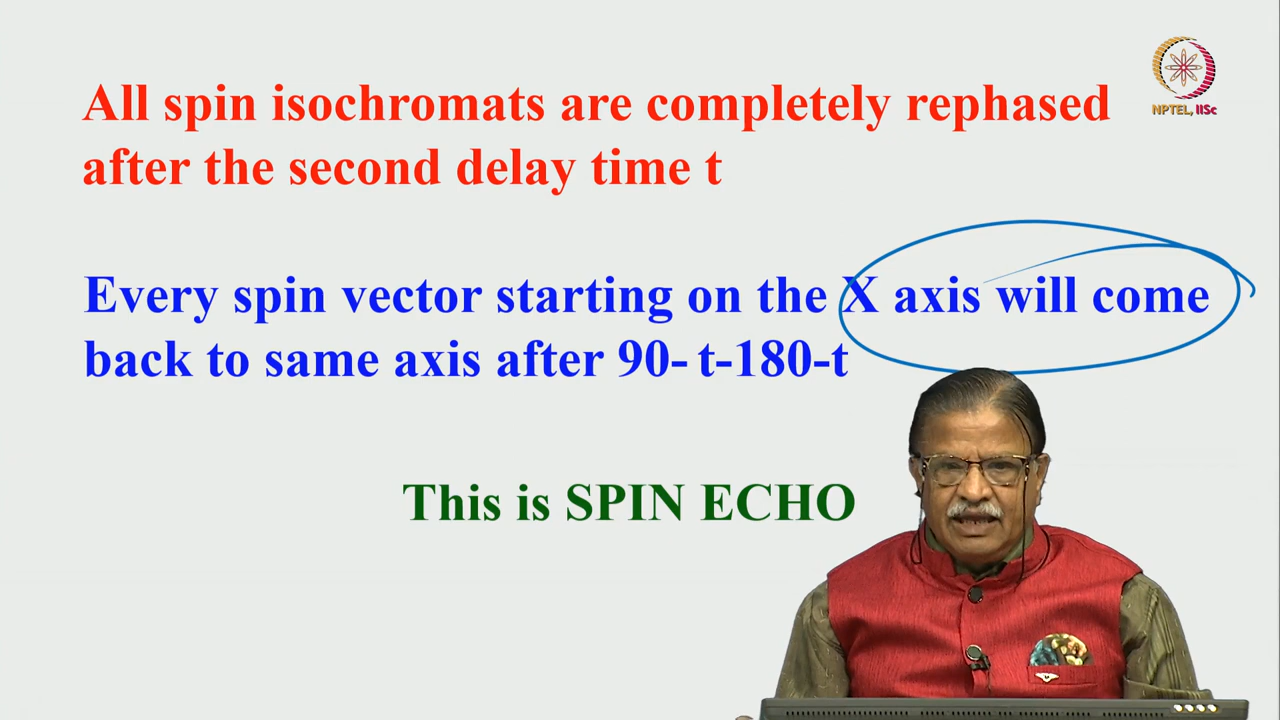 NPTEL, IISc
All spin isochromats are completely rephased
after the second delay time t
Every spin vector starting on the X axis will come
back to same axis after 90- t-180-t
This is SPIN ECHO